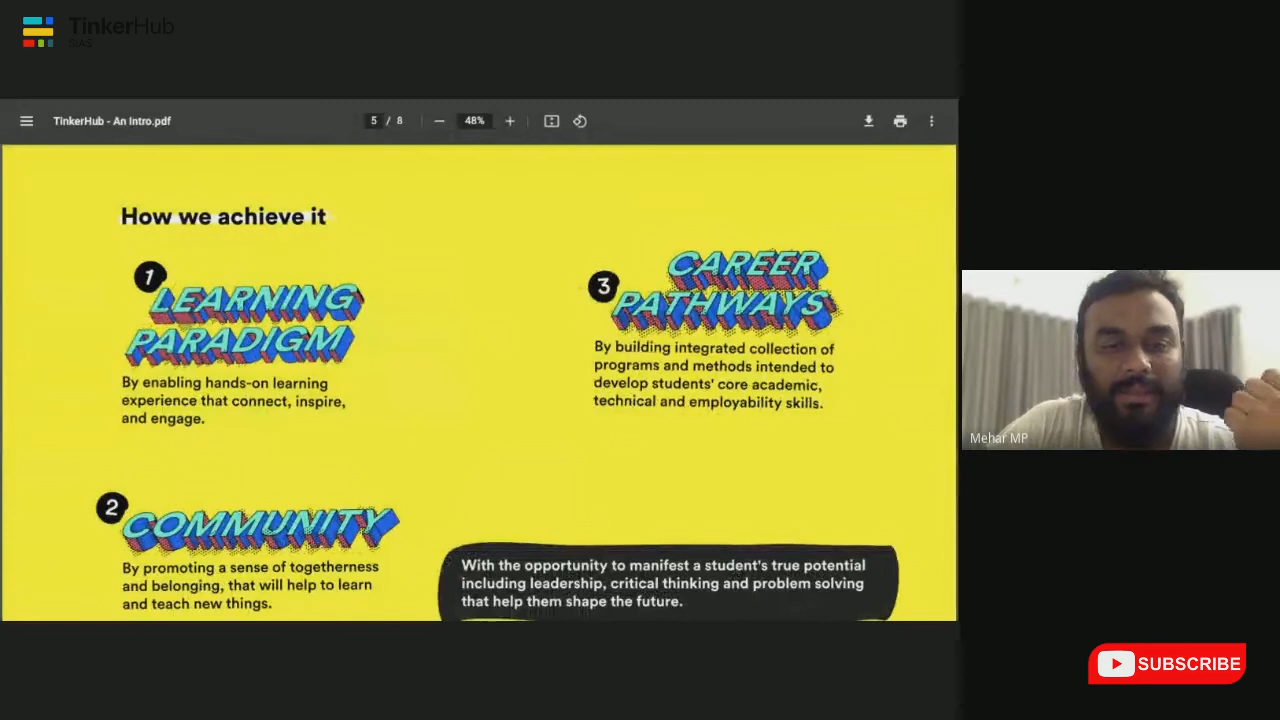 TinkerHub
SIAS
TinkerHub - An Intro.pdf
5 / 8
48%
How we achieve it
1
LEARNING
PARADIGM
By enabling hands-on learning
experience that connect, inspire,
and engage.
2
COMMUNITY
By promoting a sense of togetherness
and belonging, that will help to learn
and teach new things.
3
CAREER
PATHWAYS
By building integrated collection of
programs and methods intended to
develop students' core academic,
technical and employability skills.
With the opportunity to manifest a student's true potential
including leadership, critical thinking and problem solving
that help them shape the future.
Mehar MP
SUBSCRIBE